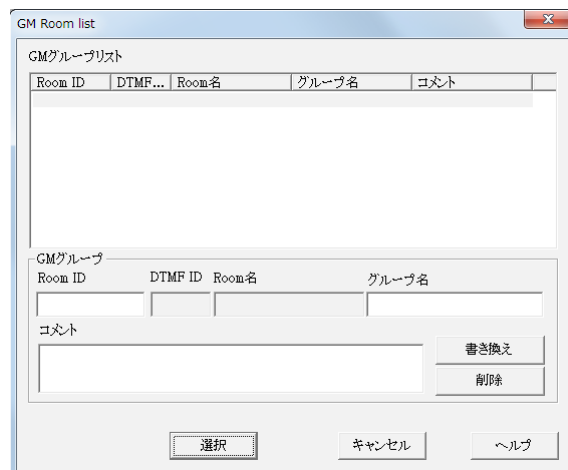 GM Room list
GMグループリスト
Room ID DTMF... Room名 グループ名 コメント
GMグループ
Room ID DTMF ID Room名 グループ名
コメント
書き換え
削除
選択 キャンセル ヘルプ